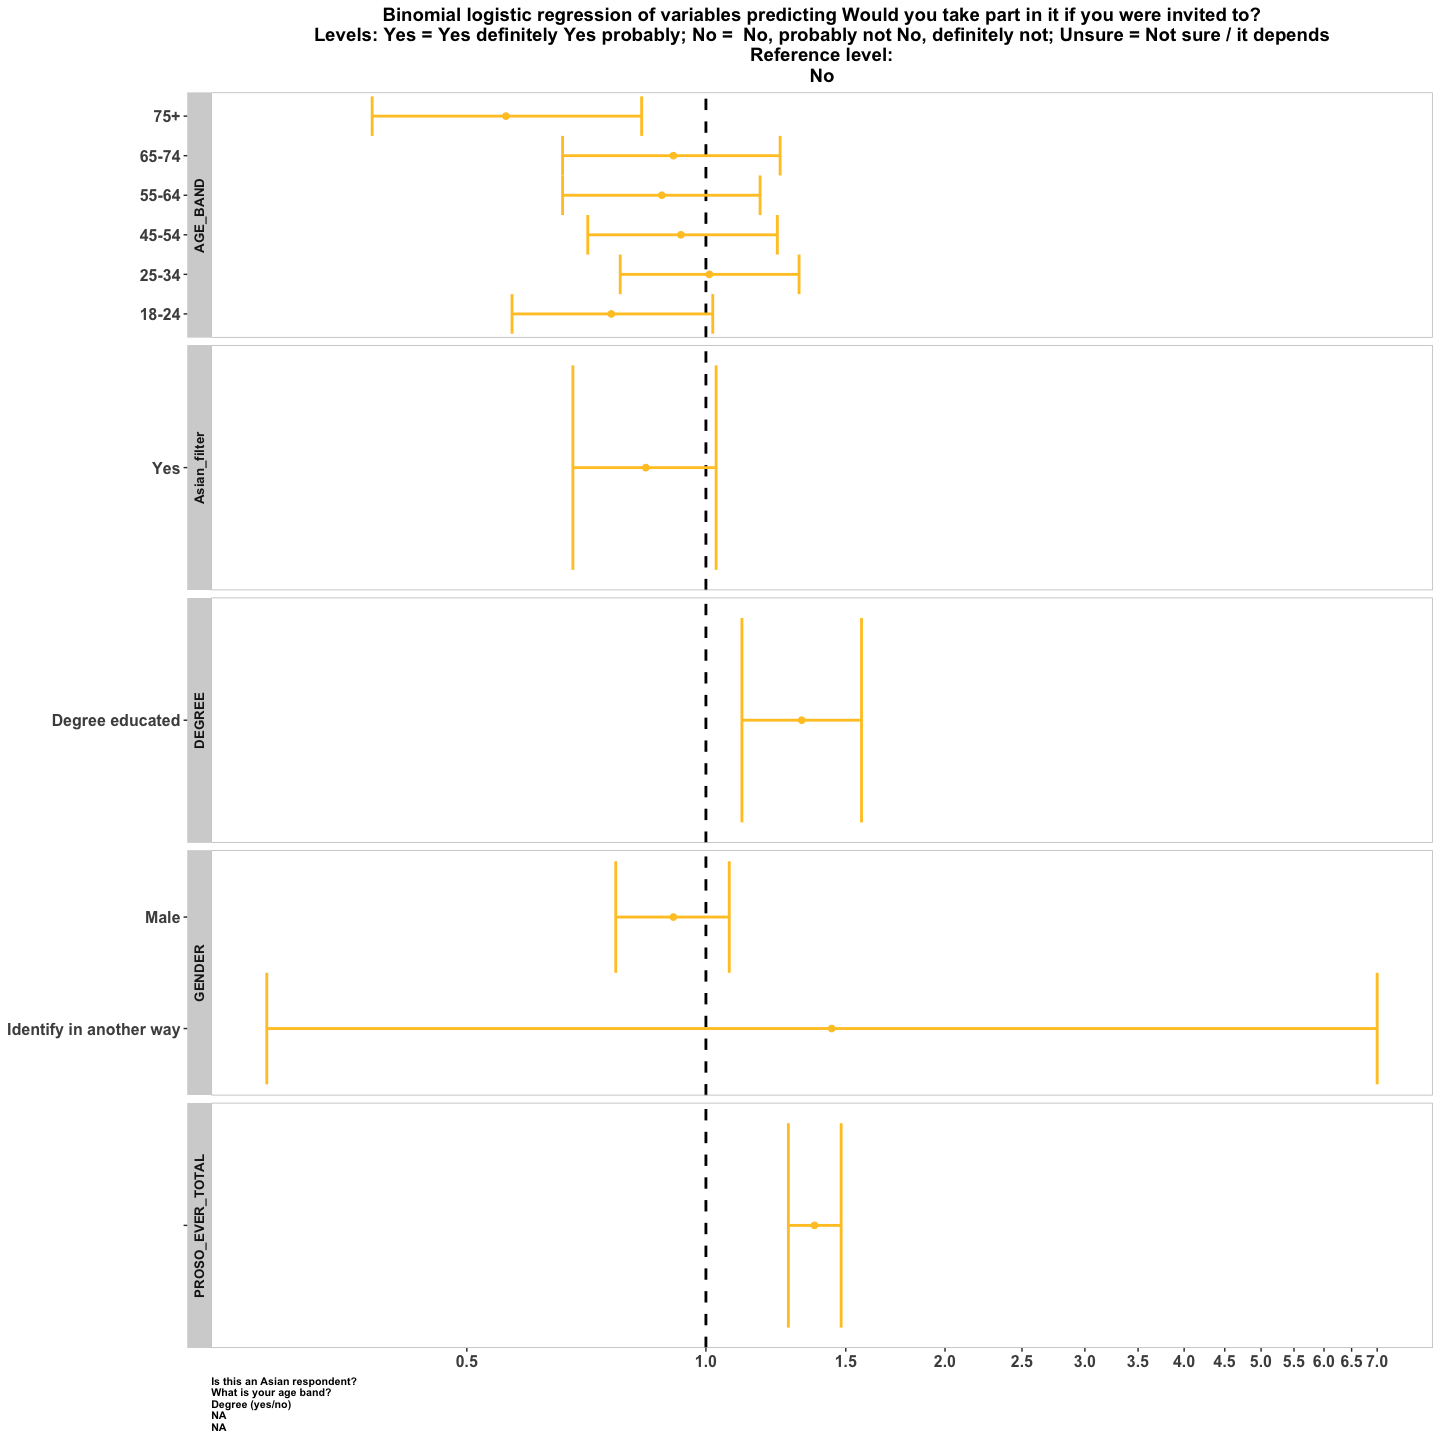 Binomial logistic regression of variables predicting Would you take part in it if you were invited to?
Levels: Yes = Yes definitely Yes probably; No =  No, probably not No, definitely not; Unsure = Not sure / it depends
Reference level:
No
AGE_BAND
75+
65-74
55-64
45-54
25-34
18-24
Asian_filter
Yes
DEGREE
Degree educated
GENDER
Male
Identify in another way
PROSO_EVER_TOTAL
0.5 1.0 1.5 2.0 2.5 3.0 3.5 4.0 4.5 5.0 5.5 6.0 6.5 7.0
Is this an Asian respondent?
What is your age band?
Degree (yes/no)
NA
NA